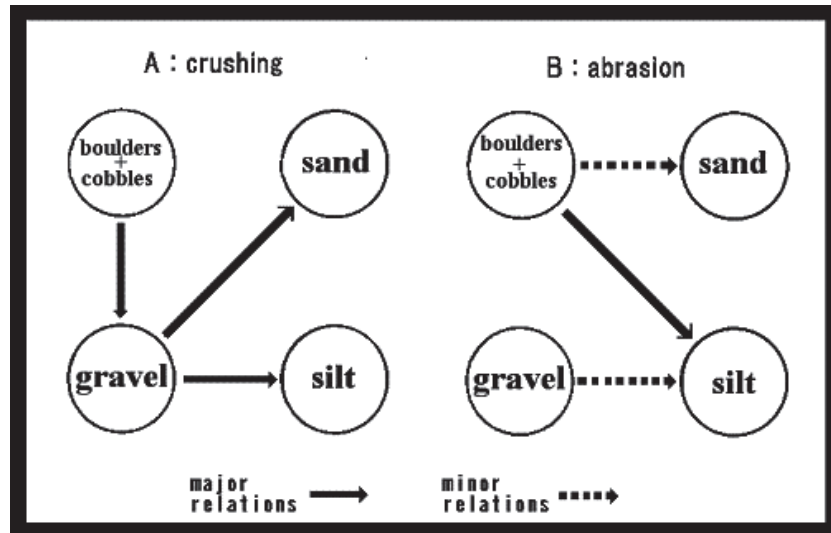 A : crushing
boulders
+
cobbles
sand
gravel
silt
B : abrasion
boulders
+
cobbles
sand
gravel
silt
major
relations
minor
relations